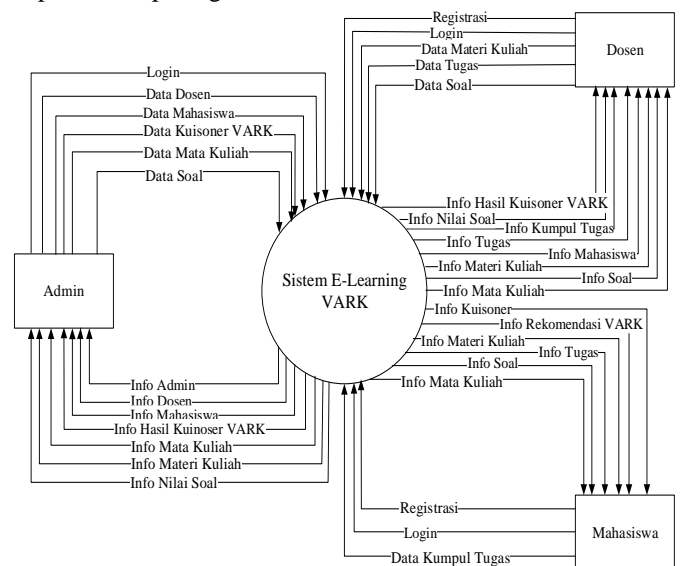 Registrasi
Login
Data Materi Kuliah
Data Tugas
Data Soal
Dosen
Login
Data Dosen
Data Mahasiswa
Data Kuisoner VARK
Data Mata Kuliah
Data Soal
Admin
Sistem E-Learning
VARK
Info Hasil Kuisoner VARK
Info Nilai Soal
Info Kumpul Tugas
Info Tugas
Info Mahasiswa
Info Materi Kuliah
Info Soal
Info Mata Kuliah
Info Kuisoner
Info Rekomendasi VARK
Info Materi Kuliah
Info Tugas
Info Soal
Info Mata Kuliah
Info Admin
Info Dosen
Info Mahasiswa
Info Hasil Kuinoser VARK
Info Mata Kuliah
Info Materi Kuliah
Info Nilai Soal
Registrasi
Login
Data Kumpul Tugas
Mahasiswa